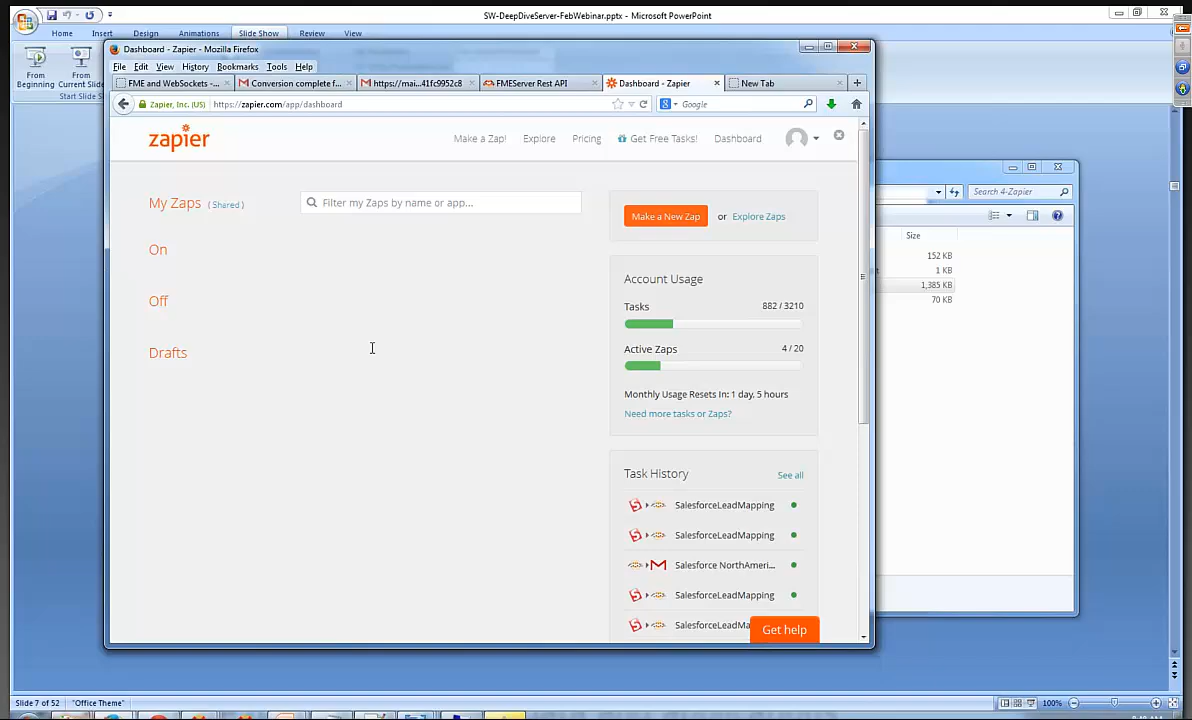 SW-DeepDiveServer-FebWebinar.pptx - Microsoft PowerPoint
Home Insert Design Animations Slide Show Review View
From Beginning
From Current Slide
Start Slide
Dashboard - Zapier - Mozilla Firefox
File Edit View History Bookmarks Tools Help
FME and WebSockets -... Conversion complete f... https://mai...41fc9952c8 FMEServer Rest API Dashboard - Zapier New Tab
Zapier, Inc. (US) https://zapier.com/app/dashboard Google
zapier Make a Zap! Explore Pricing Get Free Tasks! Dashboard
Search 4-Zapier
My Zaps ( Shared ) Filter my Zaps by name or app...
Make a New Zap or Explore Zaps
On
Off
Drafts
Account Usage
Tasks 882 / 3210
Active Zaps 4 / 20
Monthly Usage Resets In: 1 day, 5 hours
Need more tasks or Zaps?
Task History See all
SalesforceLeadMapping
SalesforceLeadMapping
Salesforce NorthAmeri...
SalesforceLeadMapping
SalesforceLeadMa
Get help
Size
152 KB
1 KB
1,385 KB
70 KB
Slide 7 of 52 "Office Theme" 100%